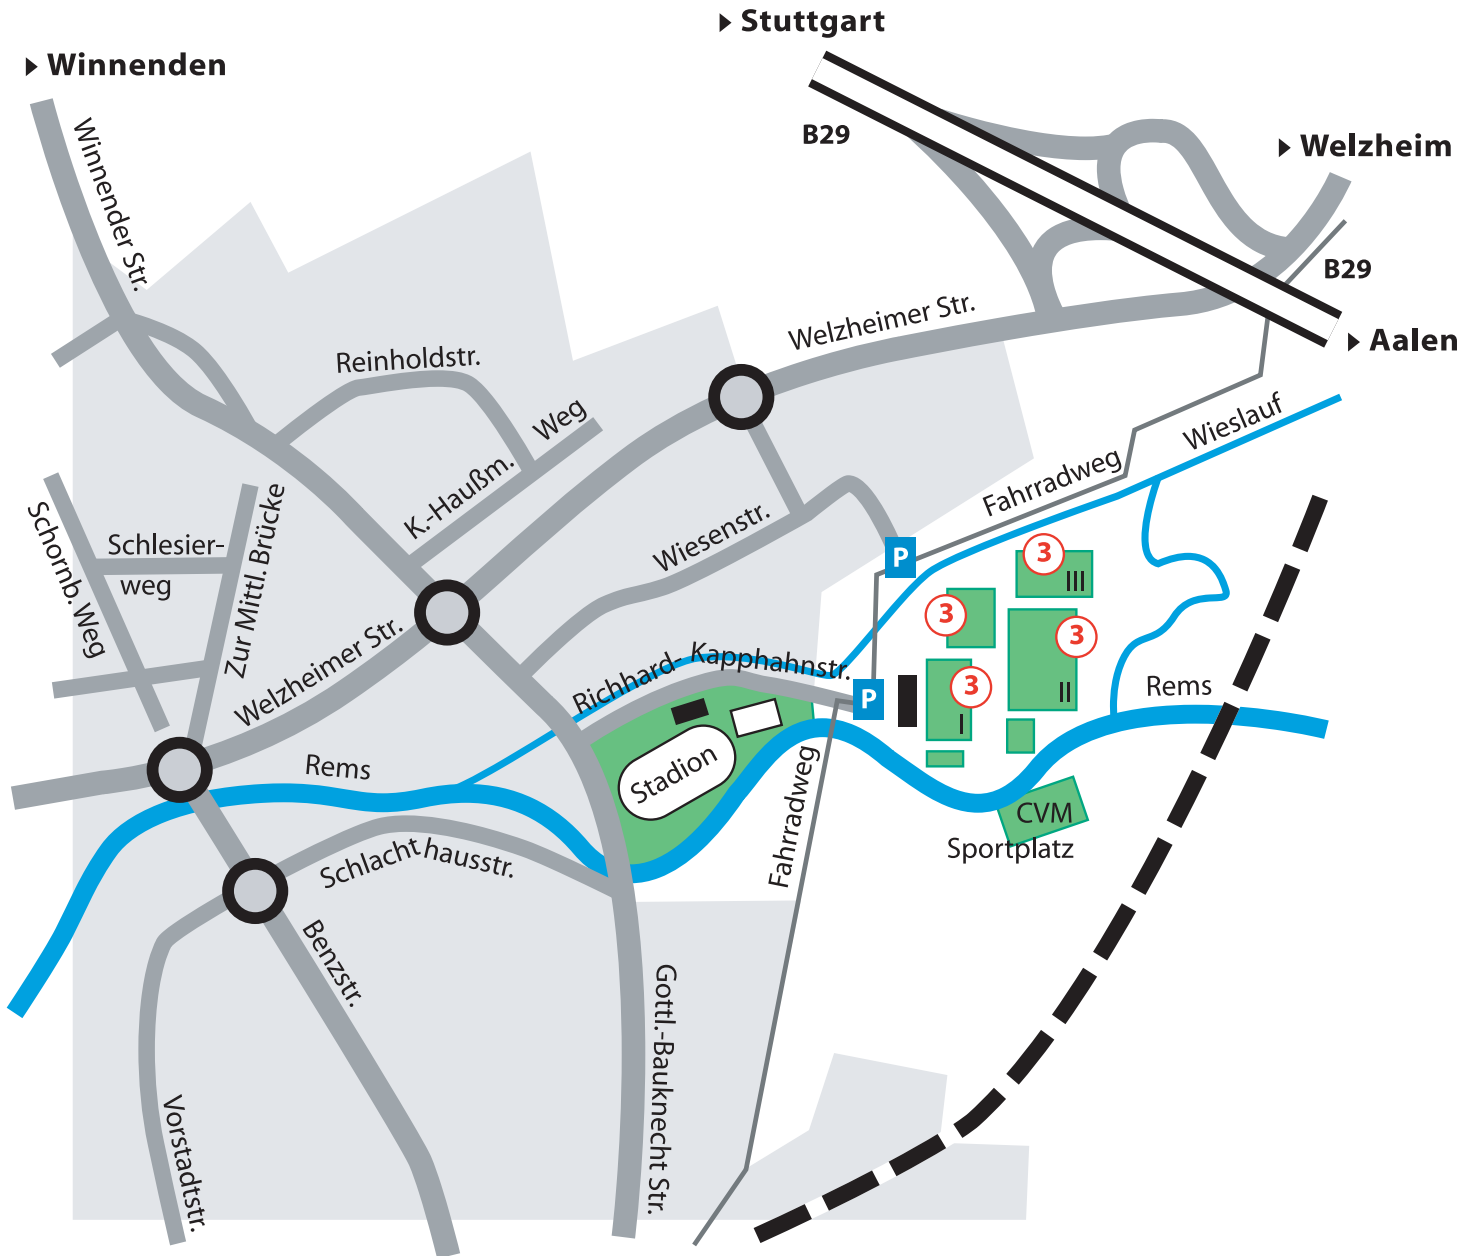 Stuttgart
Winnenden
B29
Welzheim
Winnender Str.
B29
Welzheimer Str.
Aalen
Reinholdstr.
K.-Haußm. Weg
Wieslauf
Fahrradweg
Schornb. Weg
Schlesier-
weg
Zur Mittl. Brücke
Wiesenstr.
P
3
III
3
3
Welzheimer Str.
Richhard-Kapphahnstr.
P
3
II
I
Rems
Rems
Stadion
Fahrradweg
CVM
Sportplatz
Schlachthausstr.
Benzstr.
Gottl.-Bauknecht Str.
Vorstadtstr.